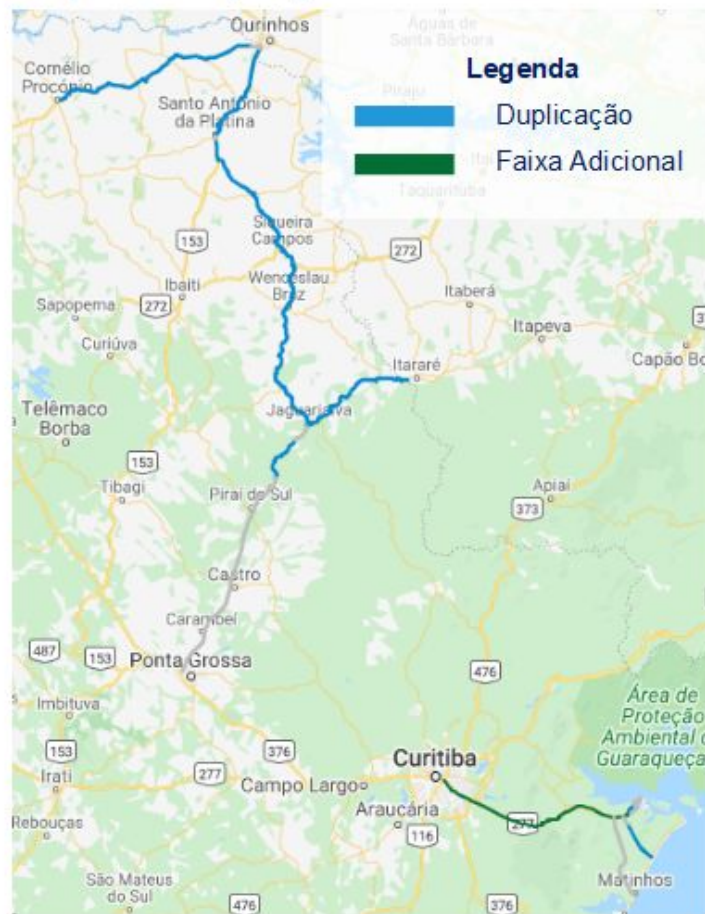 Ourinhos
Águas de
Santa Bárbara
Cornélio
Procópio
Legenda
Duplicação
Faixa Adicional
Piraju
Santo Antônio
da Platina
Taquarituba
Siqueira
Campos
153
272
Wenceslau
Braz
Ibaiti
272
Itaberá
Sapopema
Itapeva
Curiúva
Capão Bo
Itararé
Jaguariaíva
Telêmaco
Borba
153
Tibagi
Piraí do Sul
Apiaí
373
Castro
Carambeí
487
153
Ponta Grossa
476
Imbituva
Área de
Proteção
Ambiental d
Guaraqueça
153
376
Curitiba
277
Campo Largo
Irati
Araucária
277
Rebouças
116
Matinhos
São Mateus
do Sul
476
376